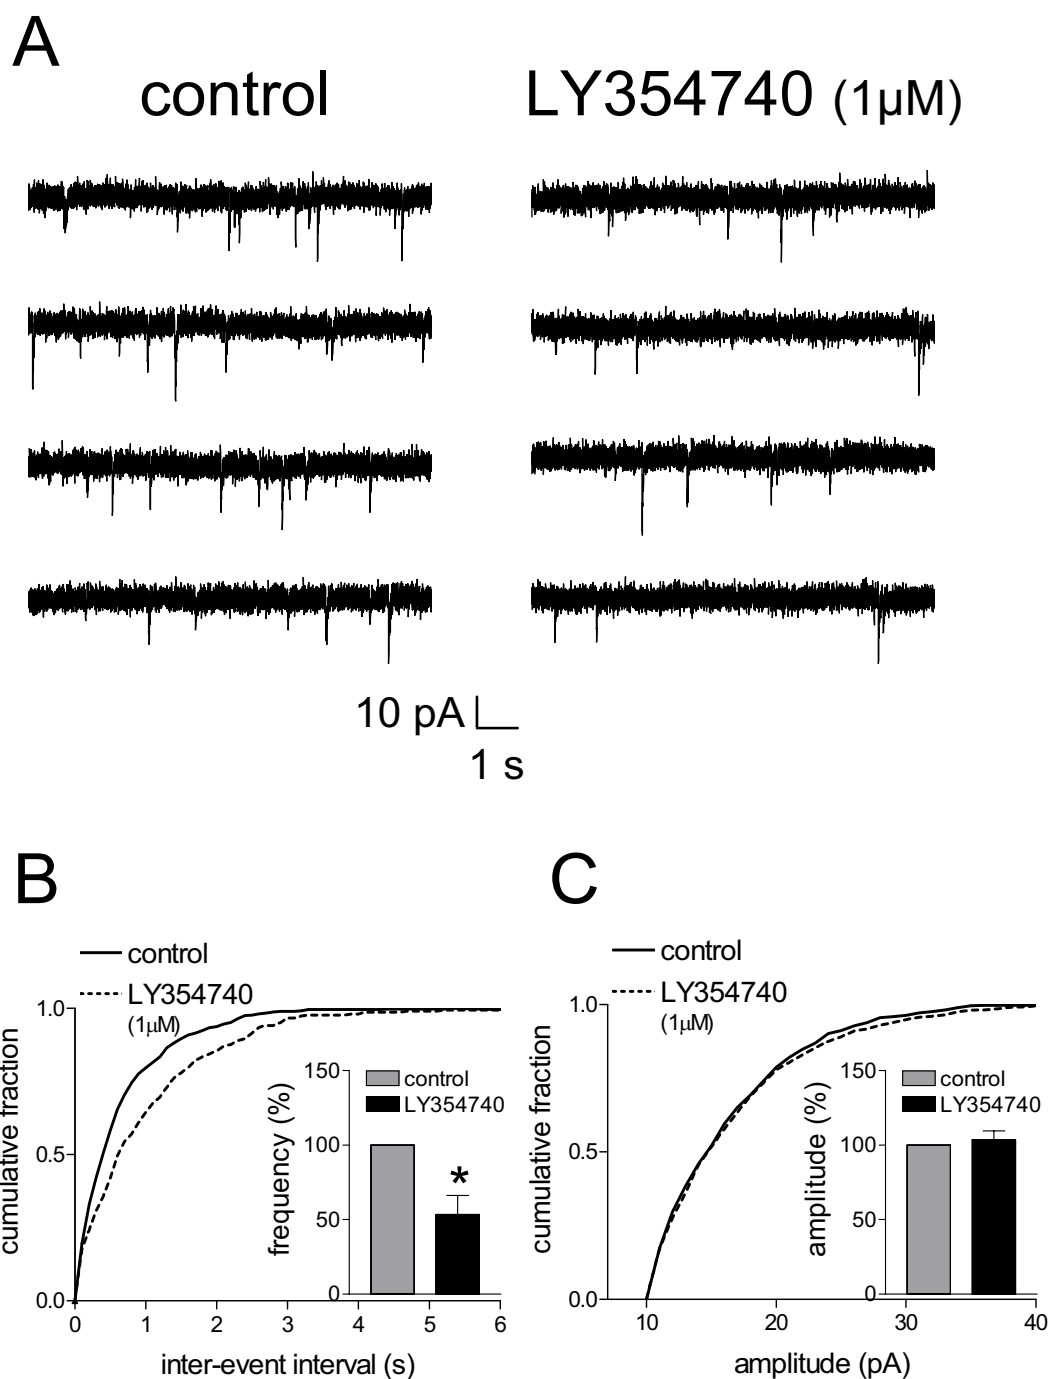 A
control LY354740 (1µM)
10 pA
1 s
B
control
LY354740
(1µM)
cumulative fraction
1.0
0.5
0.0
0 1 2 3 4 5 6
inter-event interval (s)
frequency (%)
150
100
50
0
control
LY354740
*
C
control
LY354740
(1µM)
cumulative fraction
1.0
0.5
0.0
10 20 30 40
amplitude (pA)
amplitude (%)
150
100
50
0
control
LY354740